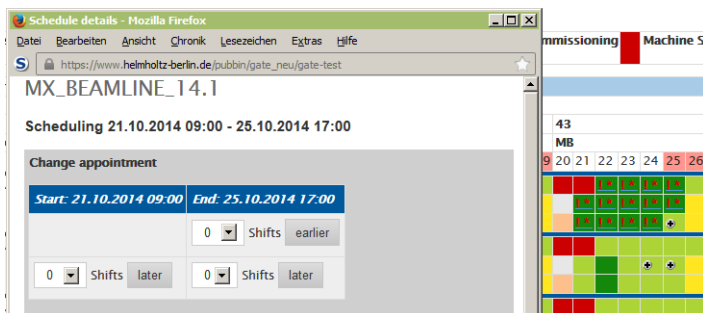 Schedule details - Mozilla Firefox
Datei Bearbeiten Ansicht Chronik Lesezeichen Extras Hilfe
https://www.helmholtz-berlin.de/pubbin/gate_neu/gate-test
MX_BEAMLINE_14.1
Scheduling 21.10.2014 09:00 - 25.10.2014 17:00
Change appointment
Start: 21.10.2014 09:00 End: 25.10.2014 17:00
0 Shifts earlier
0 Shifts later 0 Shifts later
mmissioning Machine S
43
MB
9 20 21 22 23 24 25 26